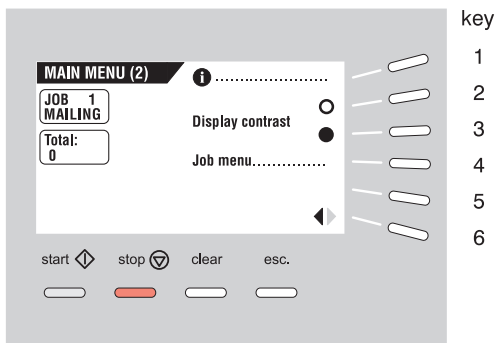 key
MAIN MENU (2)
1
JOB 1
MAILING
2
Display contrast
3
Total:
0
Job menu..............
4
5
6
start stop clear esc.